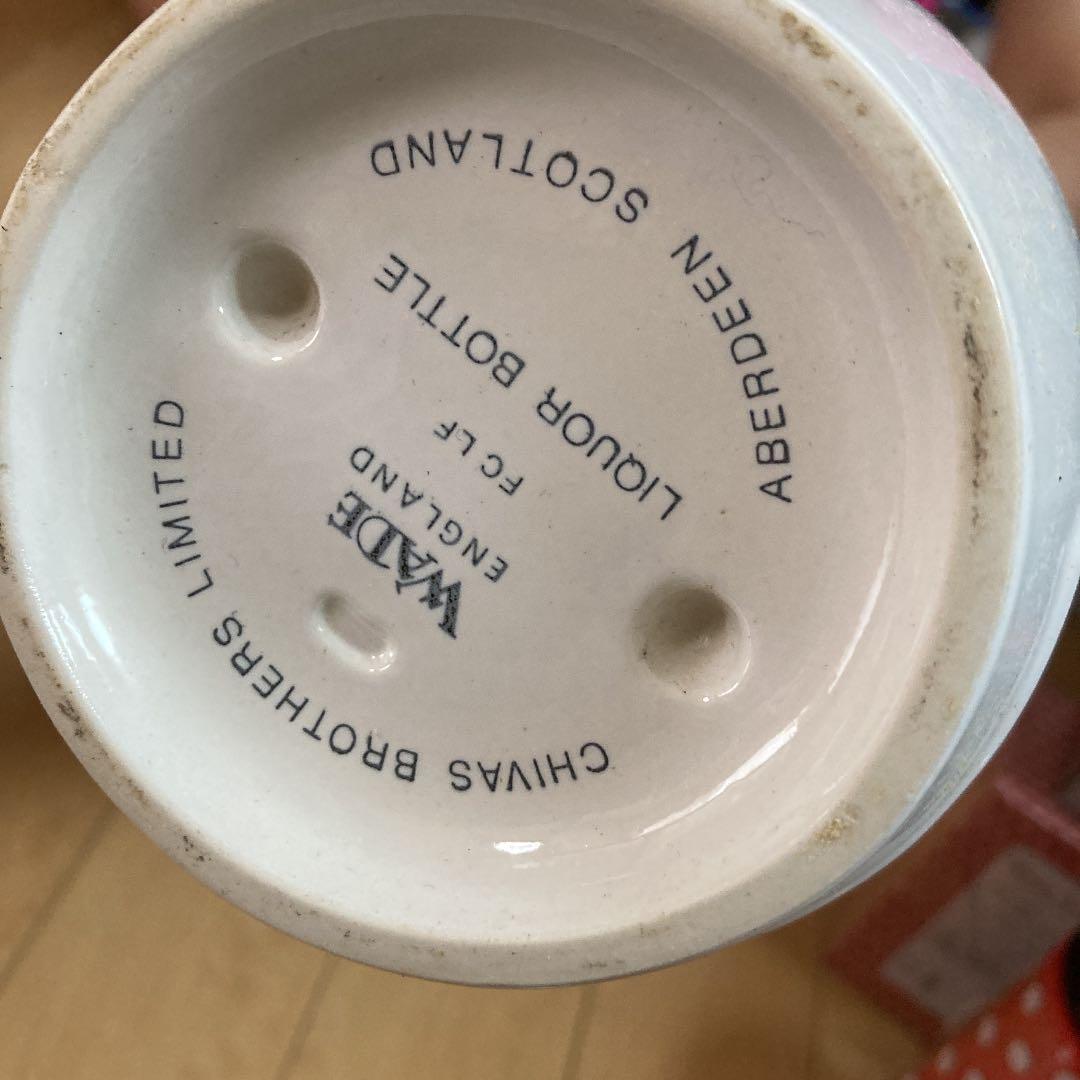 CHIVAS BROTHERS LIMITED
WADE
ENGLAND
FC LF
LIQUOR BOTTLE
ABERDEEN SCOTLAND